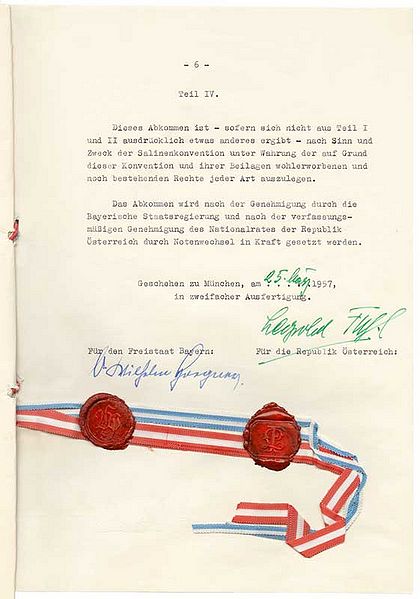 - 6 -
Teil IV.
Dieses Abkommen ist - sofern sich nicht aus Teil I
und II ausdrücklich etwas anderes ergibt - nach Sinn und
Zweck der Salinenkonvention unter Wahrung der auf Grund
dieser Konvention und ihrer Beilagen wohlerworbenen und
noch bestehenden Rechte jeder Art auszulegen.
Das Abkommen wird nach der Genehmigung durch die
Bayerische Staatsregierung und nach der verfassungs-
mäßigen Genehmigung des Nationalrates der Republik
Österreich durch Notenwechsel in Kraft gesetzt werden.
Geschehen zu München, am 25. März 1957,
in zweifacher Ausfertigung.
Leopold Figl
Für den Freistaat Bayern:
Für die Republik Österreich:
Wilhelm Hoegner